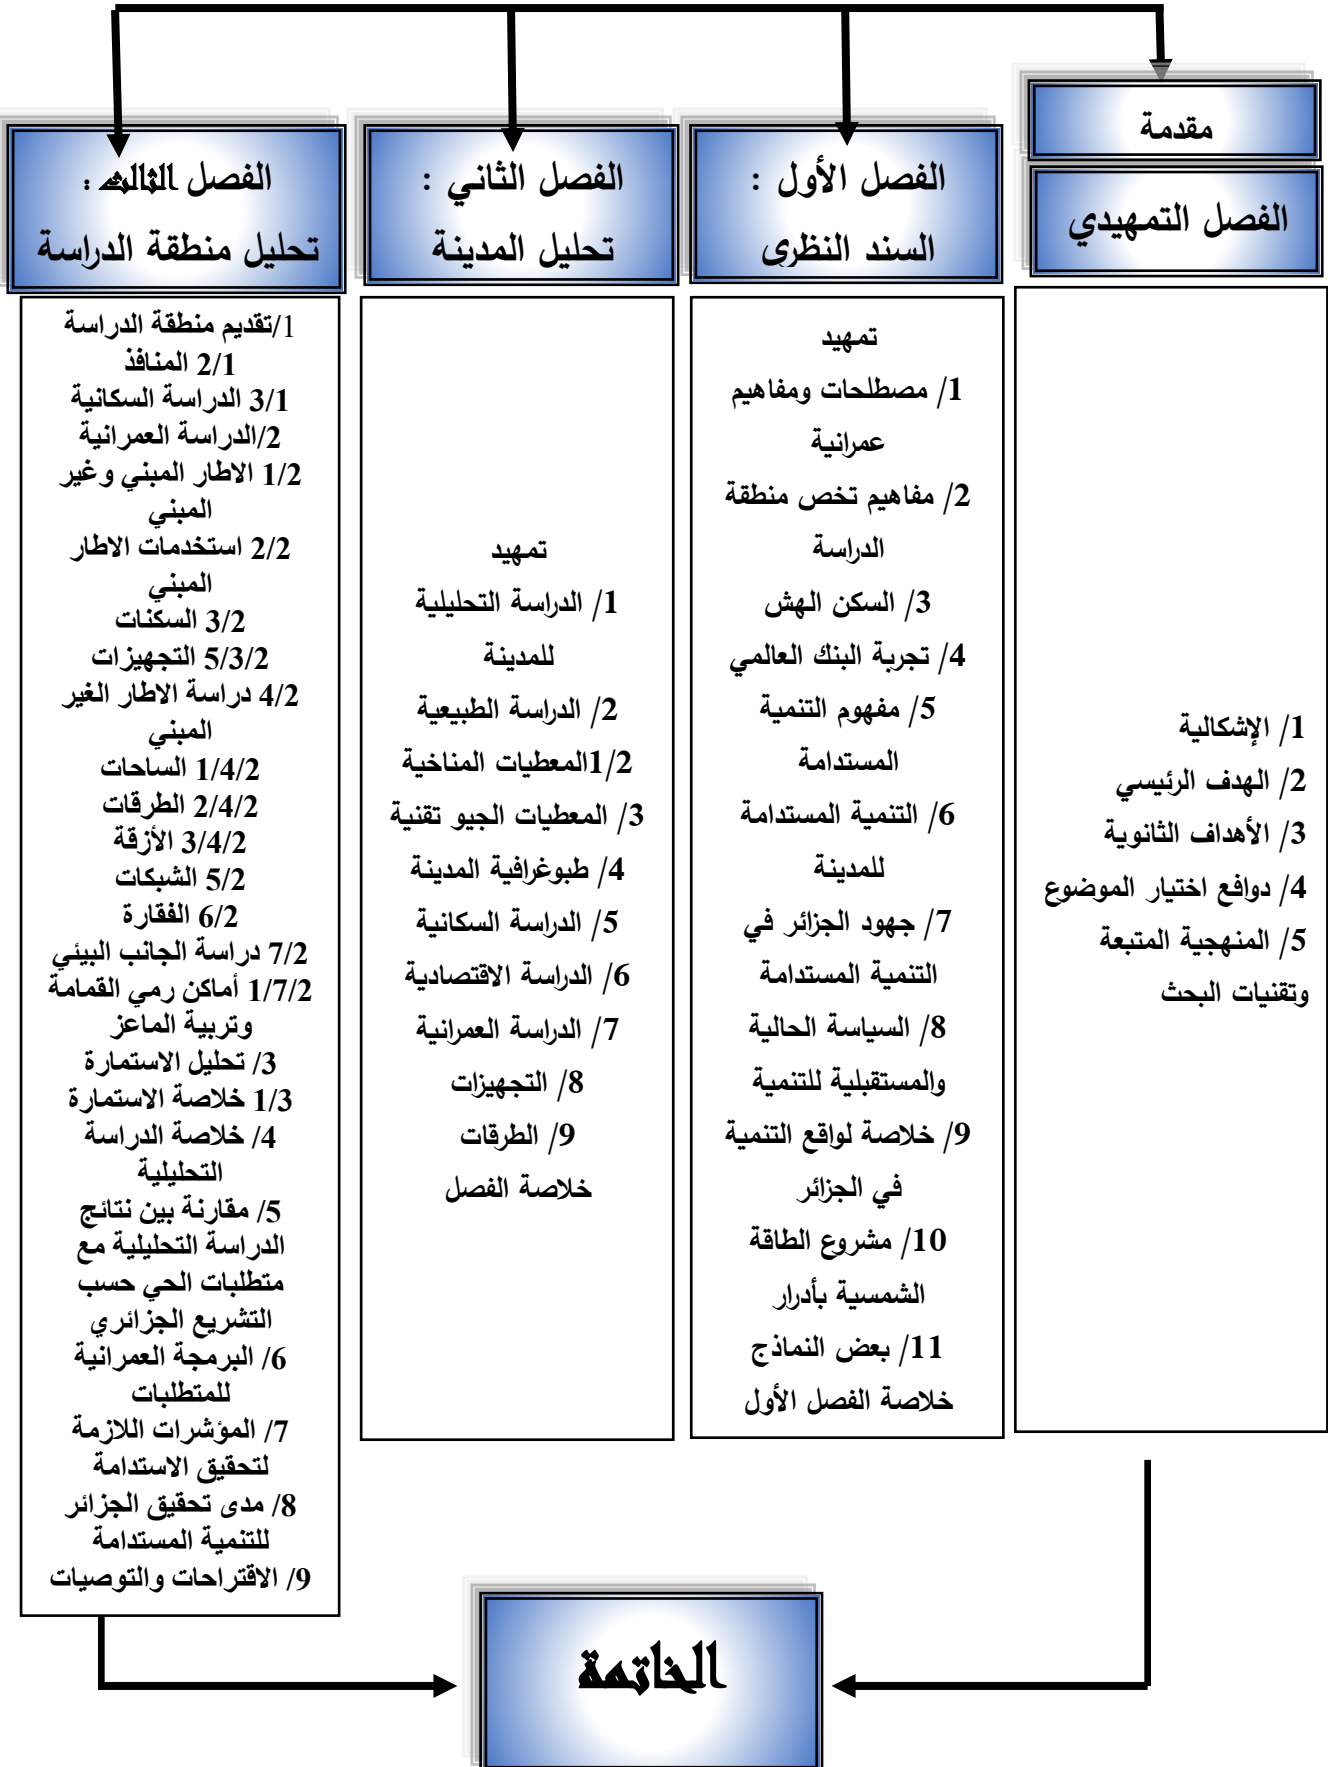 مقدمة
الفصل التمهيدي
1/ الإشكالية
2/ الهدف الرئيسي
3/ الأهداف الثانوية
4/ دوافع اختيار الموضوع
5/ المنهجية المتبعة
وتقنيات البحث
الفصل الأول :
السند النظرى
تمهيد
1/ مصطلحات ومفاهيم
عمرانية
2/ مفاهيم تخص منطقة
الدراسة
3/ السكن الهش
4/ تجربة البنك العالمي
5/ مفهوم التنمية
المستدامة
6/ التنمية المستدامة
للمدينة
7/ جهود الجزائر في
التنمية المستدامة
8/ السياسة الحالية
والمستقبلية للتنمية
9/ خلاصة لواقع التنمية
في الجزائر
10/ مشروع الطاقة
الشمسية بأدرار
11/ بعض النماذج
خلاصة الفصل الأول
الفصل الثاني :
تحليل المدينة
تمهيد
1/ الدراسة التحليلية
للمدينة
2/ الدراسة الطبيعية
1/2المعطيات المناخية
3/ المعطيات الجيو تقنية
4/ طبوغرافية المدينة
5/ الدراسة السكانية
6/ الدراسة الاقتصادية
7/ الدراسة العمرانية
8/ التجهيزات
9/ الطرقات
خلاصة الفصل
الفصل الثالث :
تحليل منطقة الدراسة
1/تقديم منطقة الدراسة
2/1 المنافذ
3/1 الدراسة السكانية
2/الدراسة العمرانية
1/2 الاطار المبني وغير
المبني
2/2 استخدمات الاطار
المبني
3/2 السكنات
5/3/2 التجهيزات
4/2 دراسة الاطار الغير
المبني
1/4/2 الساحات
2/4/2 الطرقات
3/4/2 الأزقة
5/2 الشبكات
6/2 الفقارة
7/2 دراسة الجانب البيئي
1/7/2 أماكن رمي القمامة
وتربية الماعز
3/ تحليل الاستمارة
1/3 خلاصة الاستمارة
4/ خلاصة الدراسة
التحليلية
5/ مقارنة بين نتائج
الدراسة التحليلية مع
متطلبات الحي حسب
التشريع الجزائري
6/ البرمجة العمرانية
للمتطلبات
7/ المؤشرات اللازمة
لتحقيق الاستدامة
8/ مدى تحقيق الجزائر
للتنمية المستدامة
9/ الاقتراحات والتوصيات
الخاتمة